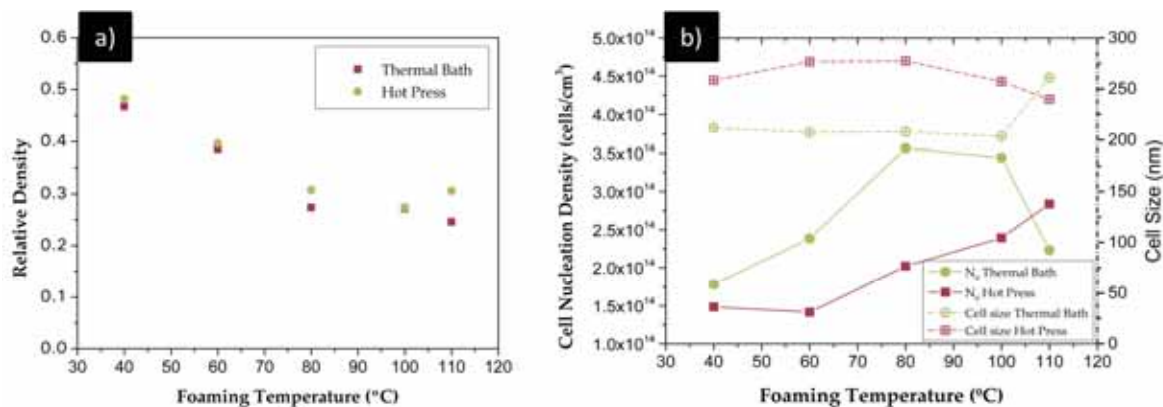 a)
0.6
0.5
0.4
0.3
0.2
0.1
0.0
Relative Density
Thermal Bath
Hot Press
30 40 50 60 70 80 90 100 110 120
Foaming Temperature (ºC)
b)
5.0x10¹⁴
4.5x10¹⁴
4.0x10¹⁴
3.5x10¹⁴
3.0x10¹⁴
2.5x10¹⁴
2.0x10¹⁴
1.5x10¹⁴
1.0x10¹⁴
Cell Nucleation Density (cells/cm³)
300
250
200
150
100
50
0
Cell Size (nm)
Thermal Bath
Hot Press
Cell size Thermal Bath
Cell size Hot Press
30 40 50 60 70 80 90 100 110 120
Foaming Temperature (ºC)